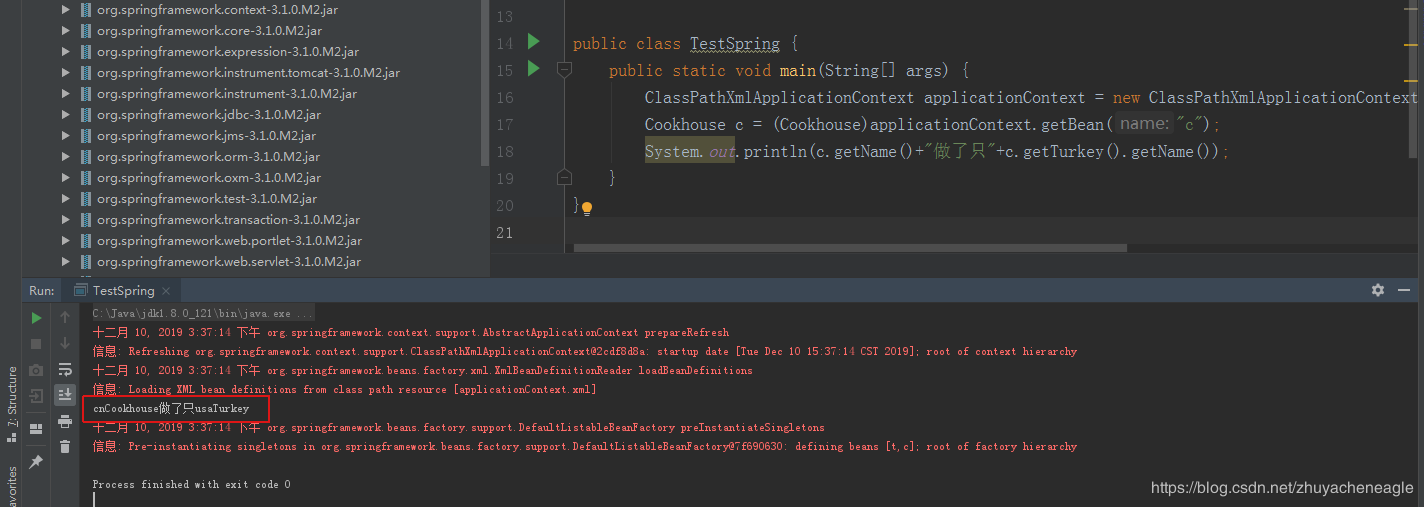 org.springframework.context-3.1.0.M2.jar
org.springframework.core-3.1.0.M2.jar
org.springframework.expression-3.1.0.M2.jar
org.springframework.instrument.tomcat-3.1.0.M2.jar
org.springframework.instrument-3.1.0.M2.jar
org.springframework.jdbc-3.1.0.M2.jar
org.springframework.jms-3.1.0.M2.jar
org.springframework.orm-3.1.0.M2.jar
org.springframework.oxm-3.1.0.M2.jar
org.springframework.test-3.1.0.M2.jar
org.springframework.transaction-3.1.0.M2.jar
org.springframework.web.portlet-3.1.0.M2.jar
org.springframework.web.servlet-3.1.0.M2.jar
13
14 public class TestSpring {
15 public static void main(String[] args) {
16 ClassPathXmlApplicationContext applicationContext = new ClassPathXmlApplicationContext
17 Cookhouse c = (Cookhouse)applicationContext.getBean( name: "c");
18 System.out.println(c.getName()+"做了只"+c.getTurkey().getName());
19 }
20 }
21
Run: TestSpring ×
C:\Java\jdk1.8.0_121\bin\java.exe ...
十二月 10, 2019 3:37:14 下午 org.springframework.context.support.AbstractApplicationContext prepareRefresh
信息: Refreshing org.springframework.context.support.ClassPathXmlApplicationContext@2cdf8d8a: startup date [Tue Dec 10 15:37:14 CST 2019]; root of context hierarchy
十二月 10, 2019 3:37:14 下午 org.springframework.beans.factory.xml.XmlBeanDefinitionReader loadBeanDefinitions
信息: Loading XML bean definitions from class path resource [applicationContext.xml]
cnCookhouse做了只usaTurkey
十二月 10, 2019 3:37:14 下午 org.springframework.beans.factory.support.DefaultListableBeanFactory preInstantiateSingletons
信息: Pre-instantiating singletons in org.springframework.beans.factory.support.DefaultListableBeanFactory@7f690630: defining beans [t,c]; root of factory hierarchy
Process finished with exit code 0
7: Structure
https://blog.csdn.net/zhuyacheneagle